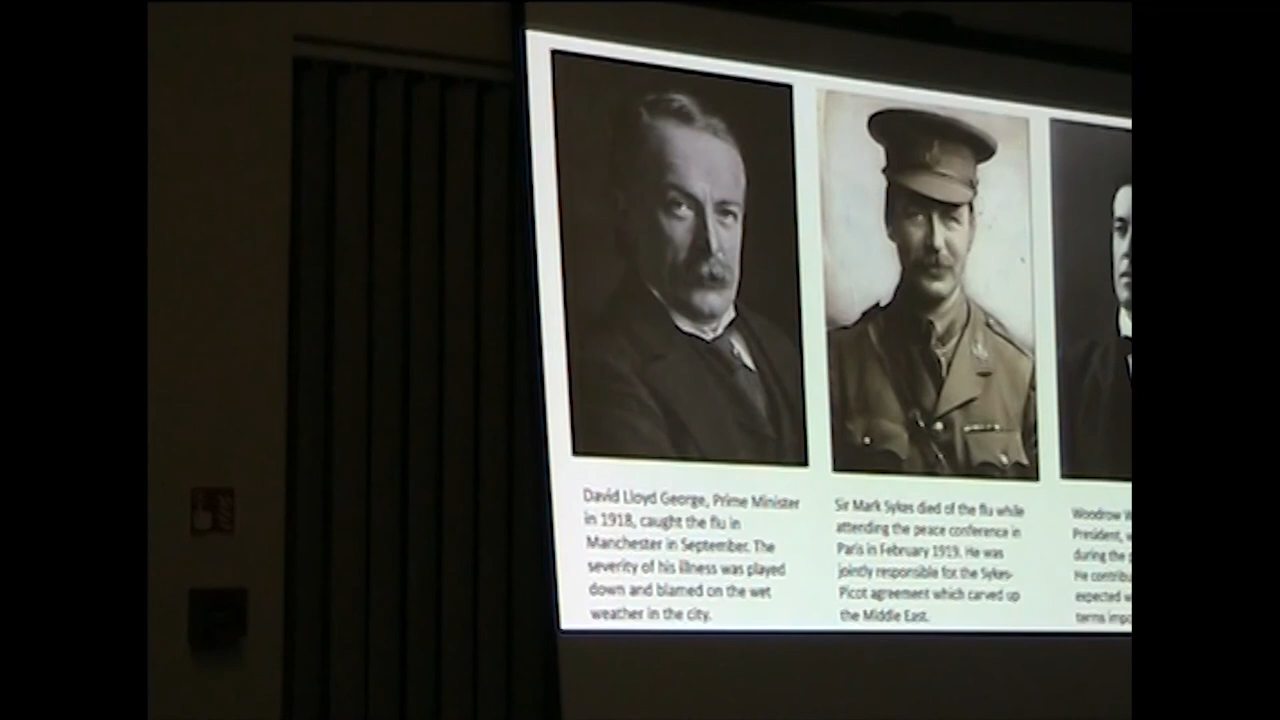 David Lloyd George, Prime Minister
in 1918, caught the flu in
Manchester in September. The
severity of his illness was played
down and blamed on the wet
weather in the city.
Sir Mark Sykes died of the flu while
attending the peace conference in
Paris in February 1919. He was
jointly responsible for the Sykes-
Picot agreement which carved up
the Middle East.
Woodrow W
President, w
during the p
He contribu
expected w
terms impo